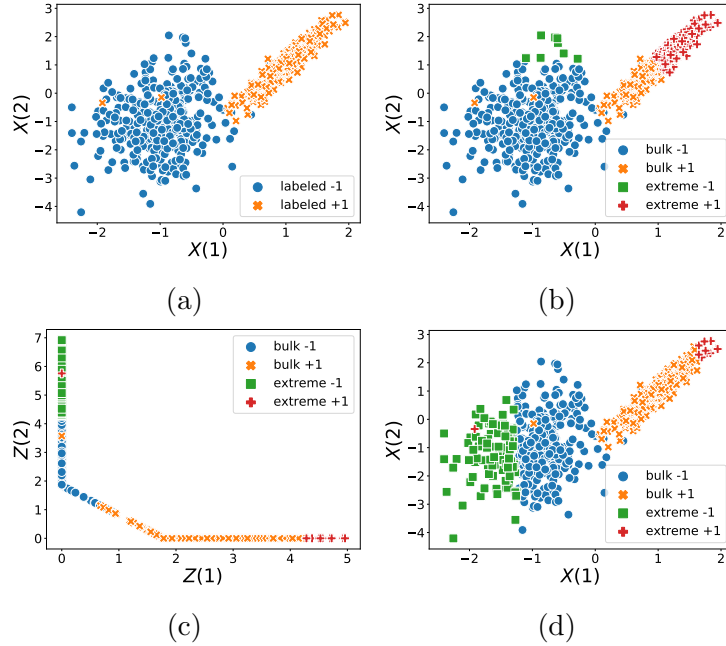 3
2
1
0
−1
−2
−3
−4
X(2)
−2
−1
0
1
2
X(1)
labeled -1
labeled +1
(a)
3
2
1
0
−1
−2
−3
−4
X(2)
−2
−1
0
1
2
X(1)
bulk -1
bulk +1
extreme -1
extreme +1
(b)
7
6
5
4
3
2
1
0
Z(2)
0
1
2
3
4
5
Z(1)
bulk -1
bulk +1
extreme -1
extreme +1
(c)
3
2
1
0
−1
−2
−3
−4
X(2)
−2
−1
0
1
2
X(1)
bulk -1
bulk +1
extreme -1
extreme +1
(d)